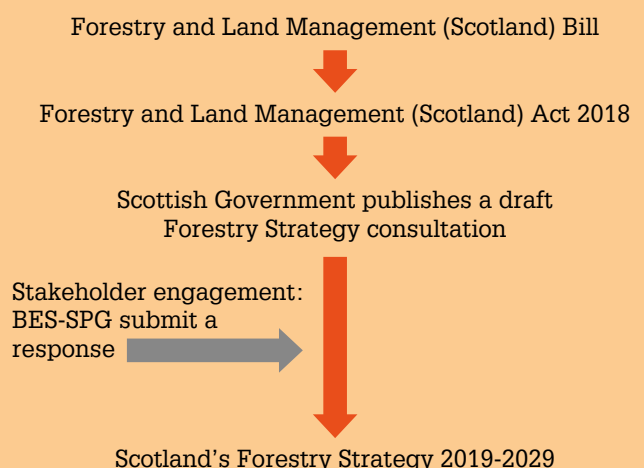 Forestry and Land Management (Scotland) Bill
Forestry and Land Management (Scotland) Act 2018
Scottish Government publishes a draft
Forestry Strategy consultation
Stakeholder engagement:
BES-SPG submit a
response
Scotland’s Forestry Strategy 2019-2029